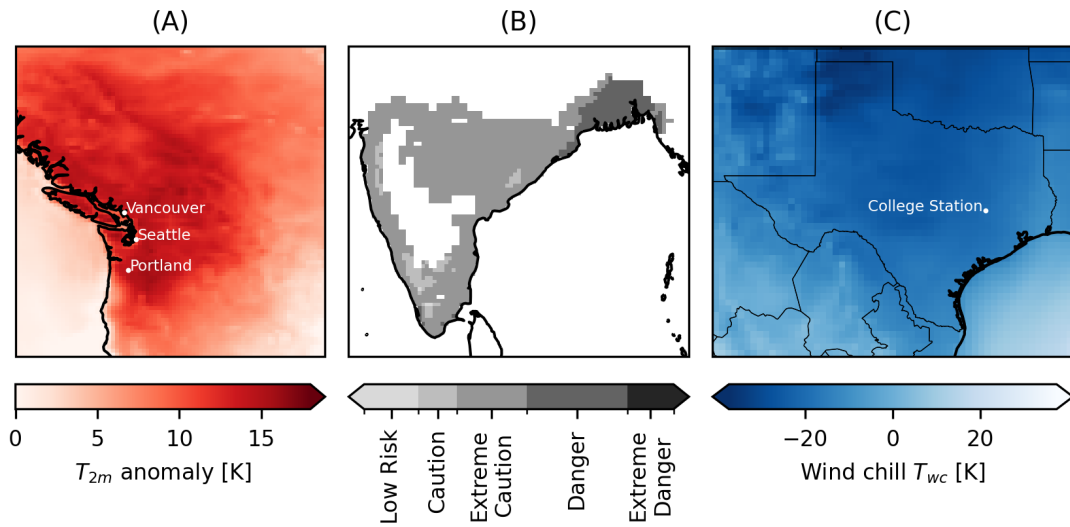 (A)
(B)
(C)
Vancouver
Seattle
Portland
College Station
0
5
10
15
T2m anomaly [K]
Low Risk
Caution
Extreme
Caution
Danger
Extreme
Danger
−20
0
20
Wind chill Twc [K]